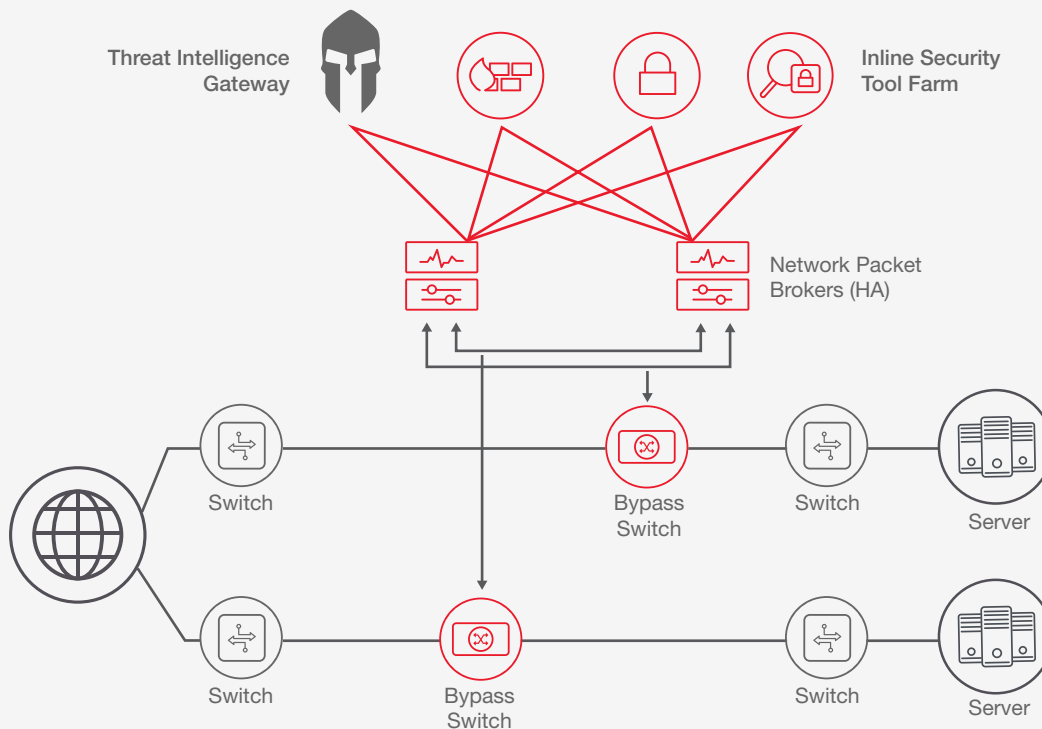 Threat Intelligence
Gateway
Inline Security
Tool Farm
Network Packet
Brokers (HA)
Switch
Bypass
Switch
Switch
Server
Switch
Bypass
Switch
Switch
Server